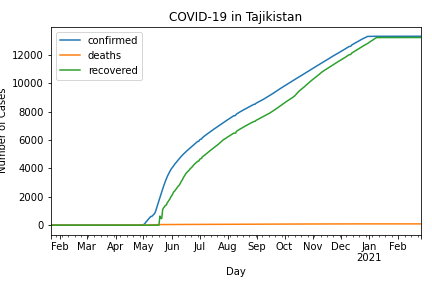 COVID-19 in Tajikistan
confirmed
deaths
recovered
12000
10000
8000
6000
4000
2000
0
Number of Cases
Feb Mar Apr May Jun Jul Aug Sep Oct Nov Dec Jan Feb
2021
Day